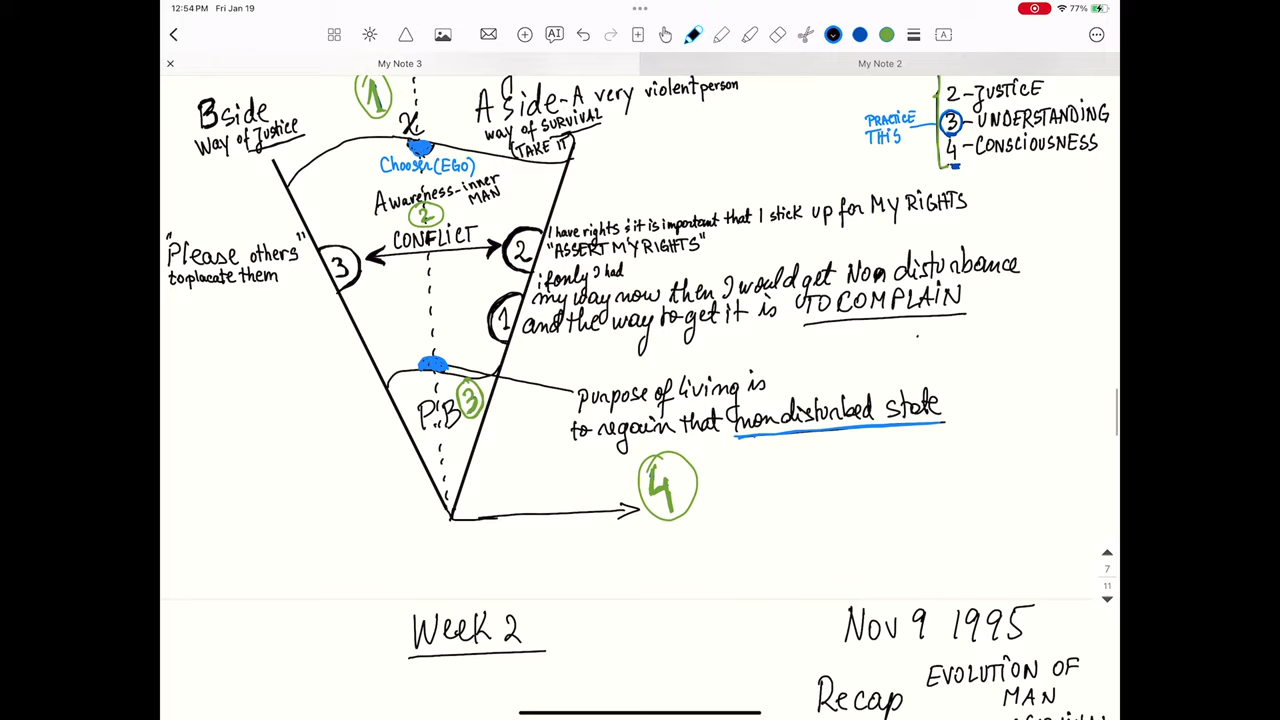 12:54 PM Fri Jan 19
77%
My Note 3
My Note 2
1
B side
way of Justice
A side - A very violent person
way of SURVIVAL
(TAKE IT)
2 - JUSTICE
3 - UNDERSTANDING
4 - CONSCIOUSNESS
PRACTICE
THIS
X
Chooser (EGO)
Awareness - inner
MAN
2
CONFLICT
"Please others"
to placate them
3
2
I have rights & it is important that I stick up for MY RIGHTS
"ASSERT MY RIGHTS"
if only I had
my way now then I would get Non disturbance
1
and the way to get it is TO COMPLAIN
P.B
3
Purpose of living is
to regain that nondisturbed state
4
7
11
Week 2
Nov 9 1995
Recap
EVOLUTION OF
MAN